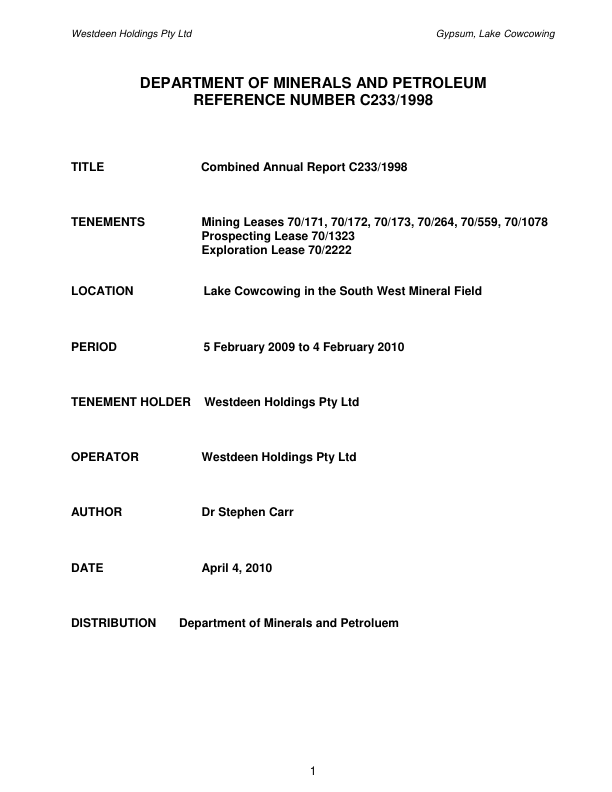 Westdeen Holdings Pty Ltd Gypsum, Lake Cowcowing
DEPARTMENT OF MINERALS AND PETROLEUM
REFERENCE NUMBER C233/1998
TITLE Combined Annual Report C233/1998
TENEMENTS Mining Leases 70/171, 70/172, 70/173, 70/264, 70/559, 70/1078
Prospecting Lease 70/1323
Exploration Lease 70/2222
LOCATION Lake Cowcowing in the South West Mineral Field
PERIOD 5 February 2009 to 4 February 2010
TENEMENT HOLDER Westdeen Holdings Pty Ltd
OPERATOR Westdeen Holdings Pty Ltd
AUTHOR Dr Stephen Carr
DATE April 4, 2010
DISTRIBUTION Department of Minerals and Petroluem
1